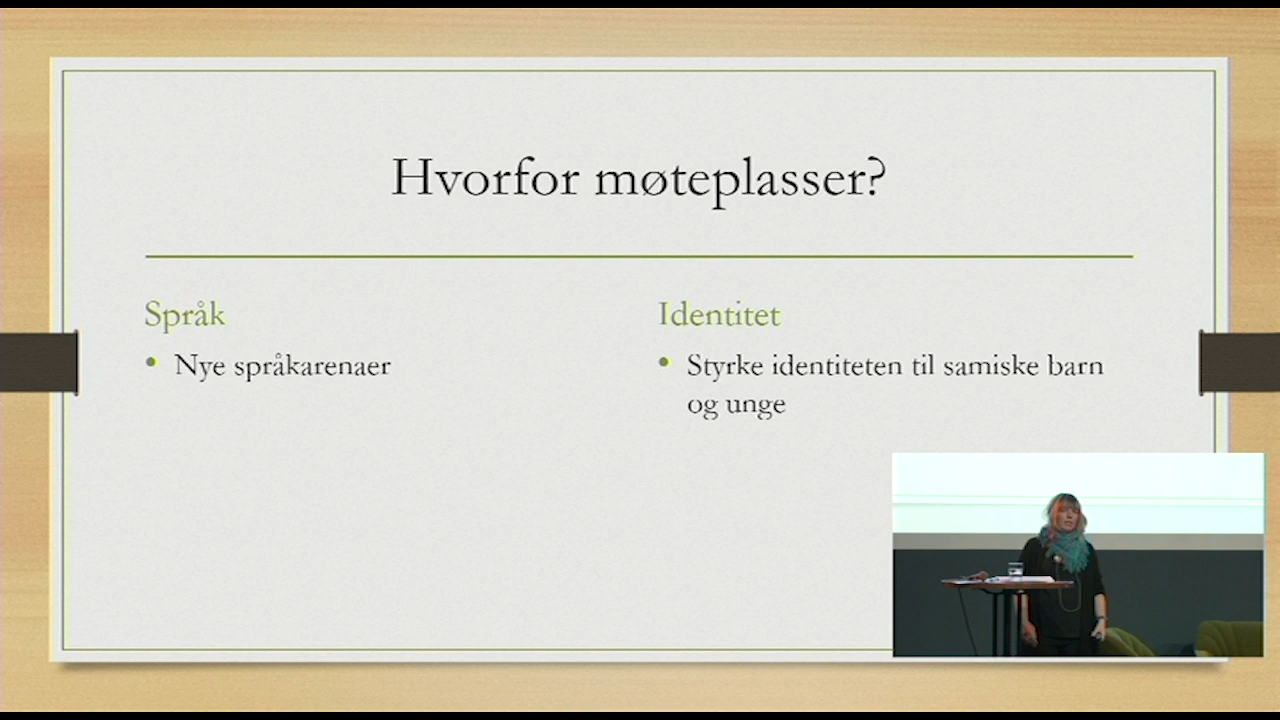 Hvorfor møteplasser?
Språk
• Nye språkarenaer
Identitet
• Styrke identiteten til samiske barn
og unge